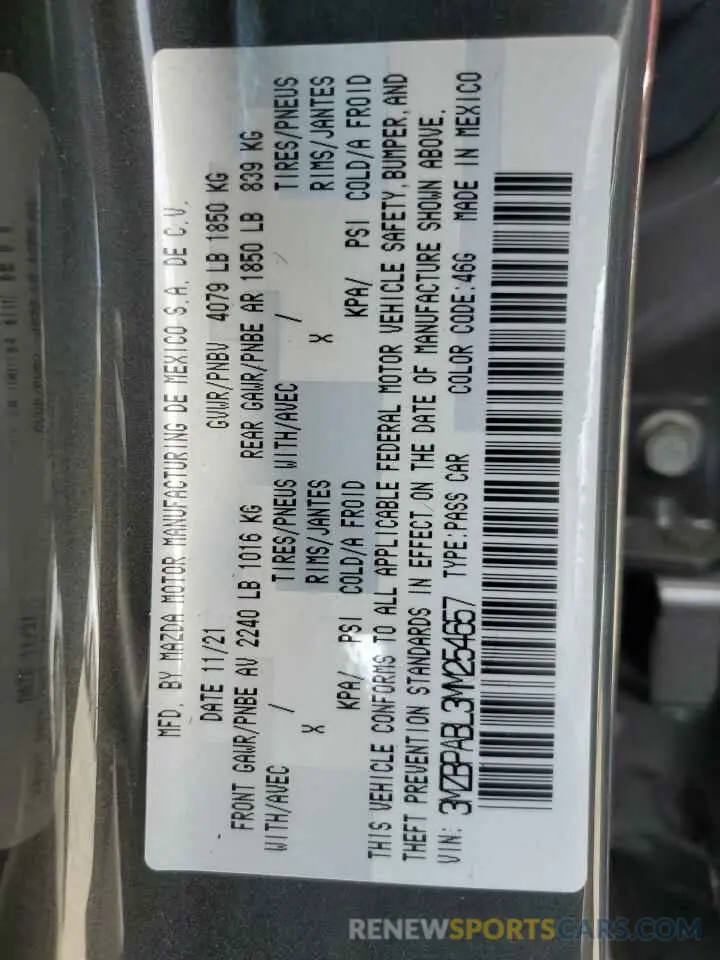 MFD. BY MAZDA MOTOR MANUFACTURING DE MEXICO S.A. DE C.V.
DATE 11/21 GVWR/PNBV 4079 LB 1850 KG
FRONT GAWR/PNBE AV 2240 LB 1016 KG REAR GAWR/PNBE AR 1850 LB 839 KG
WITH/AVEC / TIRES/PNEUS WITH/AVEC / TIRES/PNEUS
X RIMS/JANTES X RIMS/JANTES
KPA/ PSI COLD/A FROID KPA/ PSI COLD/A FROID
THIS VEHICLE CONFORMS TO ALL APPLICABLE FEDERAL MOTOR VEHICLE SAFETY, BUMPER, AND
THEFT PREVENTION STANDARDS IN EFFECT ON THE DATE OF MANUFACTURE SHOWN ABOVE.
VIN: 3MZBPABL3MM254657 TYPE:PASS CAR COLOR CODE:46G MADE IN MEXICO
RENEWSPORTSCARS.COM